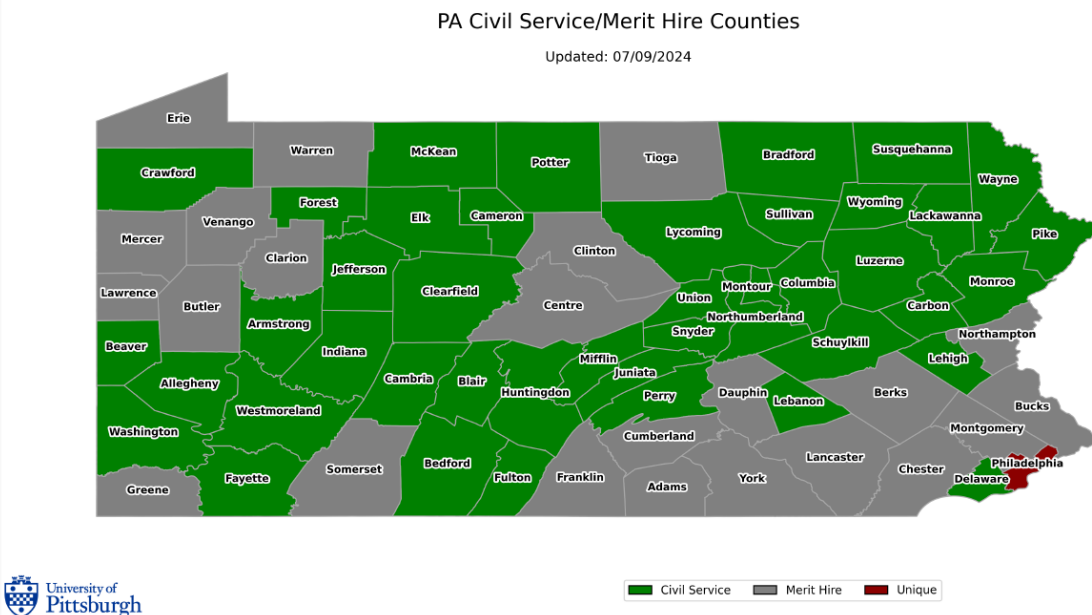 PA Civil Service/Merit Hire Counties
Updated: 07/09/2024
Erie
Warren
McKean
Potter
Tioga
Bradford
Susquehanna
Crawford
Wayne
Forest
Elk
Cameron
Sullivan
Wyoming
Lackawanna
Venango
Lycoming
Pike
Mercer
Clarion
Clinton
Jefferson
Luzerne
Lawrence
Butler
Clearfield
Centre
Union
Montour
Columbia
Monroe
Carbon
Armstrong
Northumberland
Snyder
Northampton
Beaver
Indiana
Schuylkill
Mifflin
Lehigh
Allegheny
Cambria
Blair
Juniata
Huntingdon
Perry
Dauphin
Lebanon
Berks
Bucks
Westmoreland
Washington
Cumberland
Montgomery
Somerset
Bedford
Lancaster
Chester
Philadelphia
Greene
Fayette
Fulton
Franklin
Adams
York
Delaware
University of
Pittsburgh
Civil Service
Merit Hire
Unique